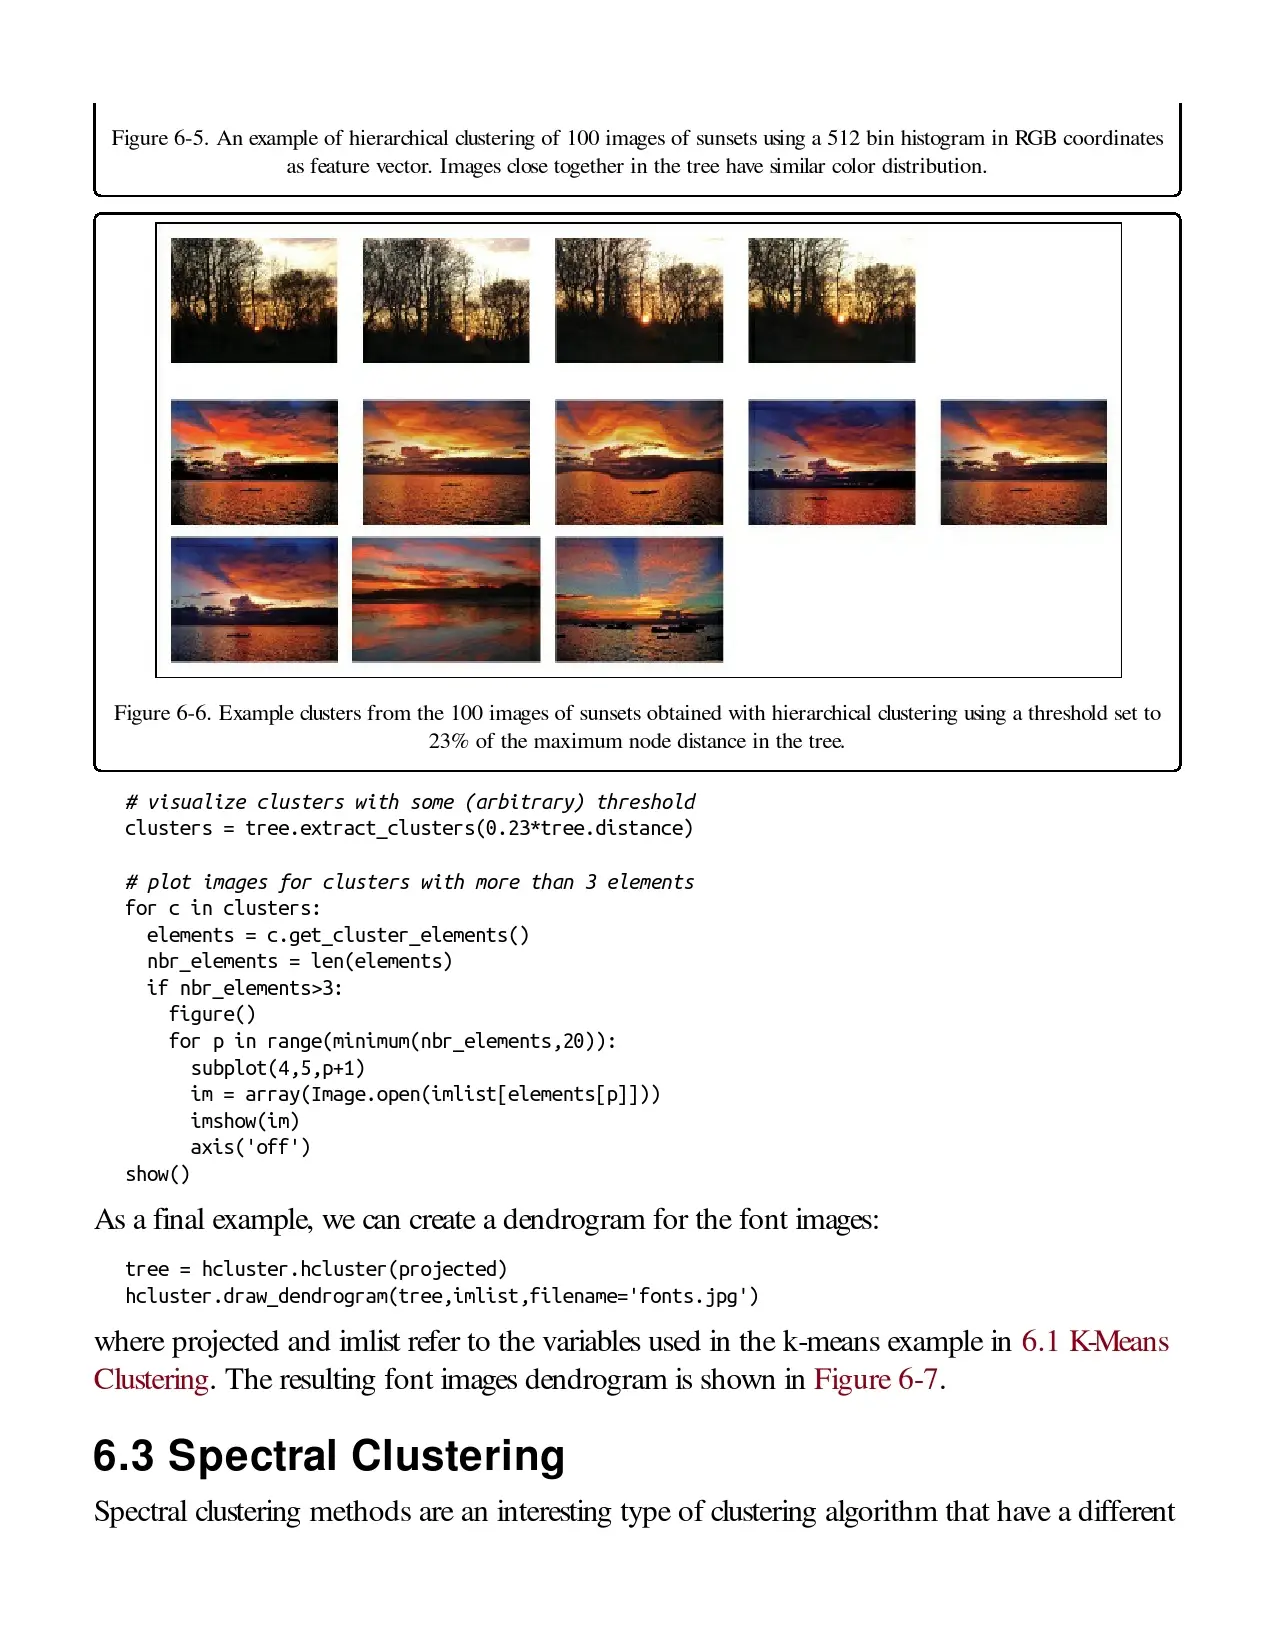 Figure 6-5. An example of hierarchical clustering of 100 images of sunsets using a 512 bin histogram in RGB coordinates
as feature vector. Images close together in the tree have similar color distribution.
Figure 6-6. Example clusters from the 100 images of sunsets obtained with hierarchical clustering using a threshold set to
23% of the maximum node distance in the tree.
# visualize clusters with some (arbitrary) threshold
clusters = tree.extract_clusters(0.23*tree.distance)
# plot images for clusters with more than 3 elements
for c in clusters:
  elements = c.get_cluster_elements()
  nbr_elements = len(elements)
  if nbr_elements>3:
    figure()
    for p in range(minimum(nbr_elements,20)):
      subplot(4,5,p+1)
      im = array(Image.open(imlist[elements[p]]))
      imshow(im)
      axis('off')
show()
As a final example, we can create a dendrogram for the font images:
tree = hcluster.hcluster(projected)
hcluster.draw_dendrogram(tree,imlist,filename='fonts.jpg')
where projected and imlist refer to the variables used in the k-means example in 6.1 K-Means
Clustering. The resulting font images dendrogram is shown in Figure 6-7.
6.3 Spectral Clustering
Spectral clustering methods are an interesting type of clustering algorithm that have a different